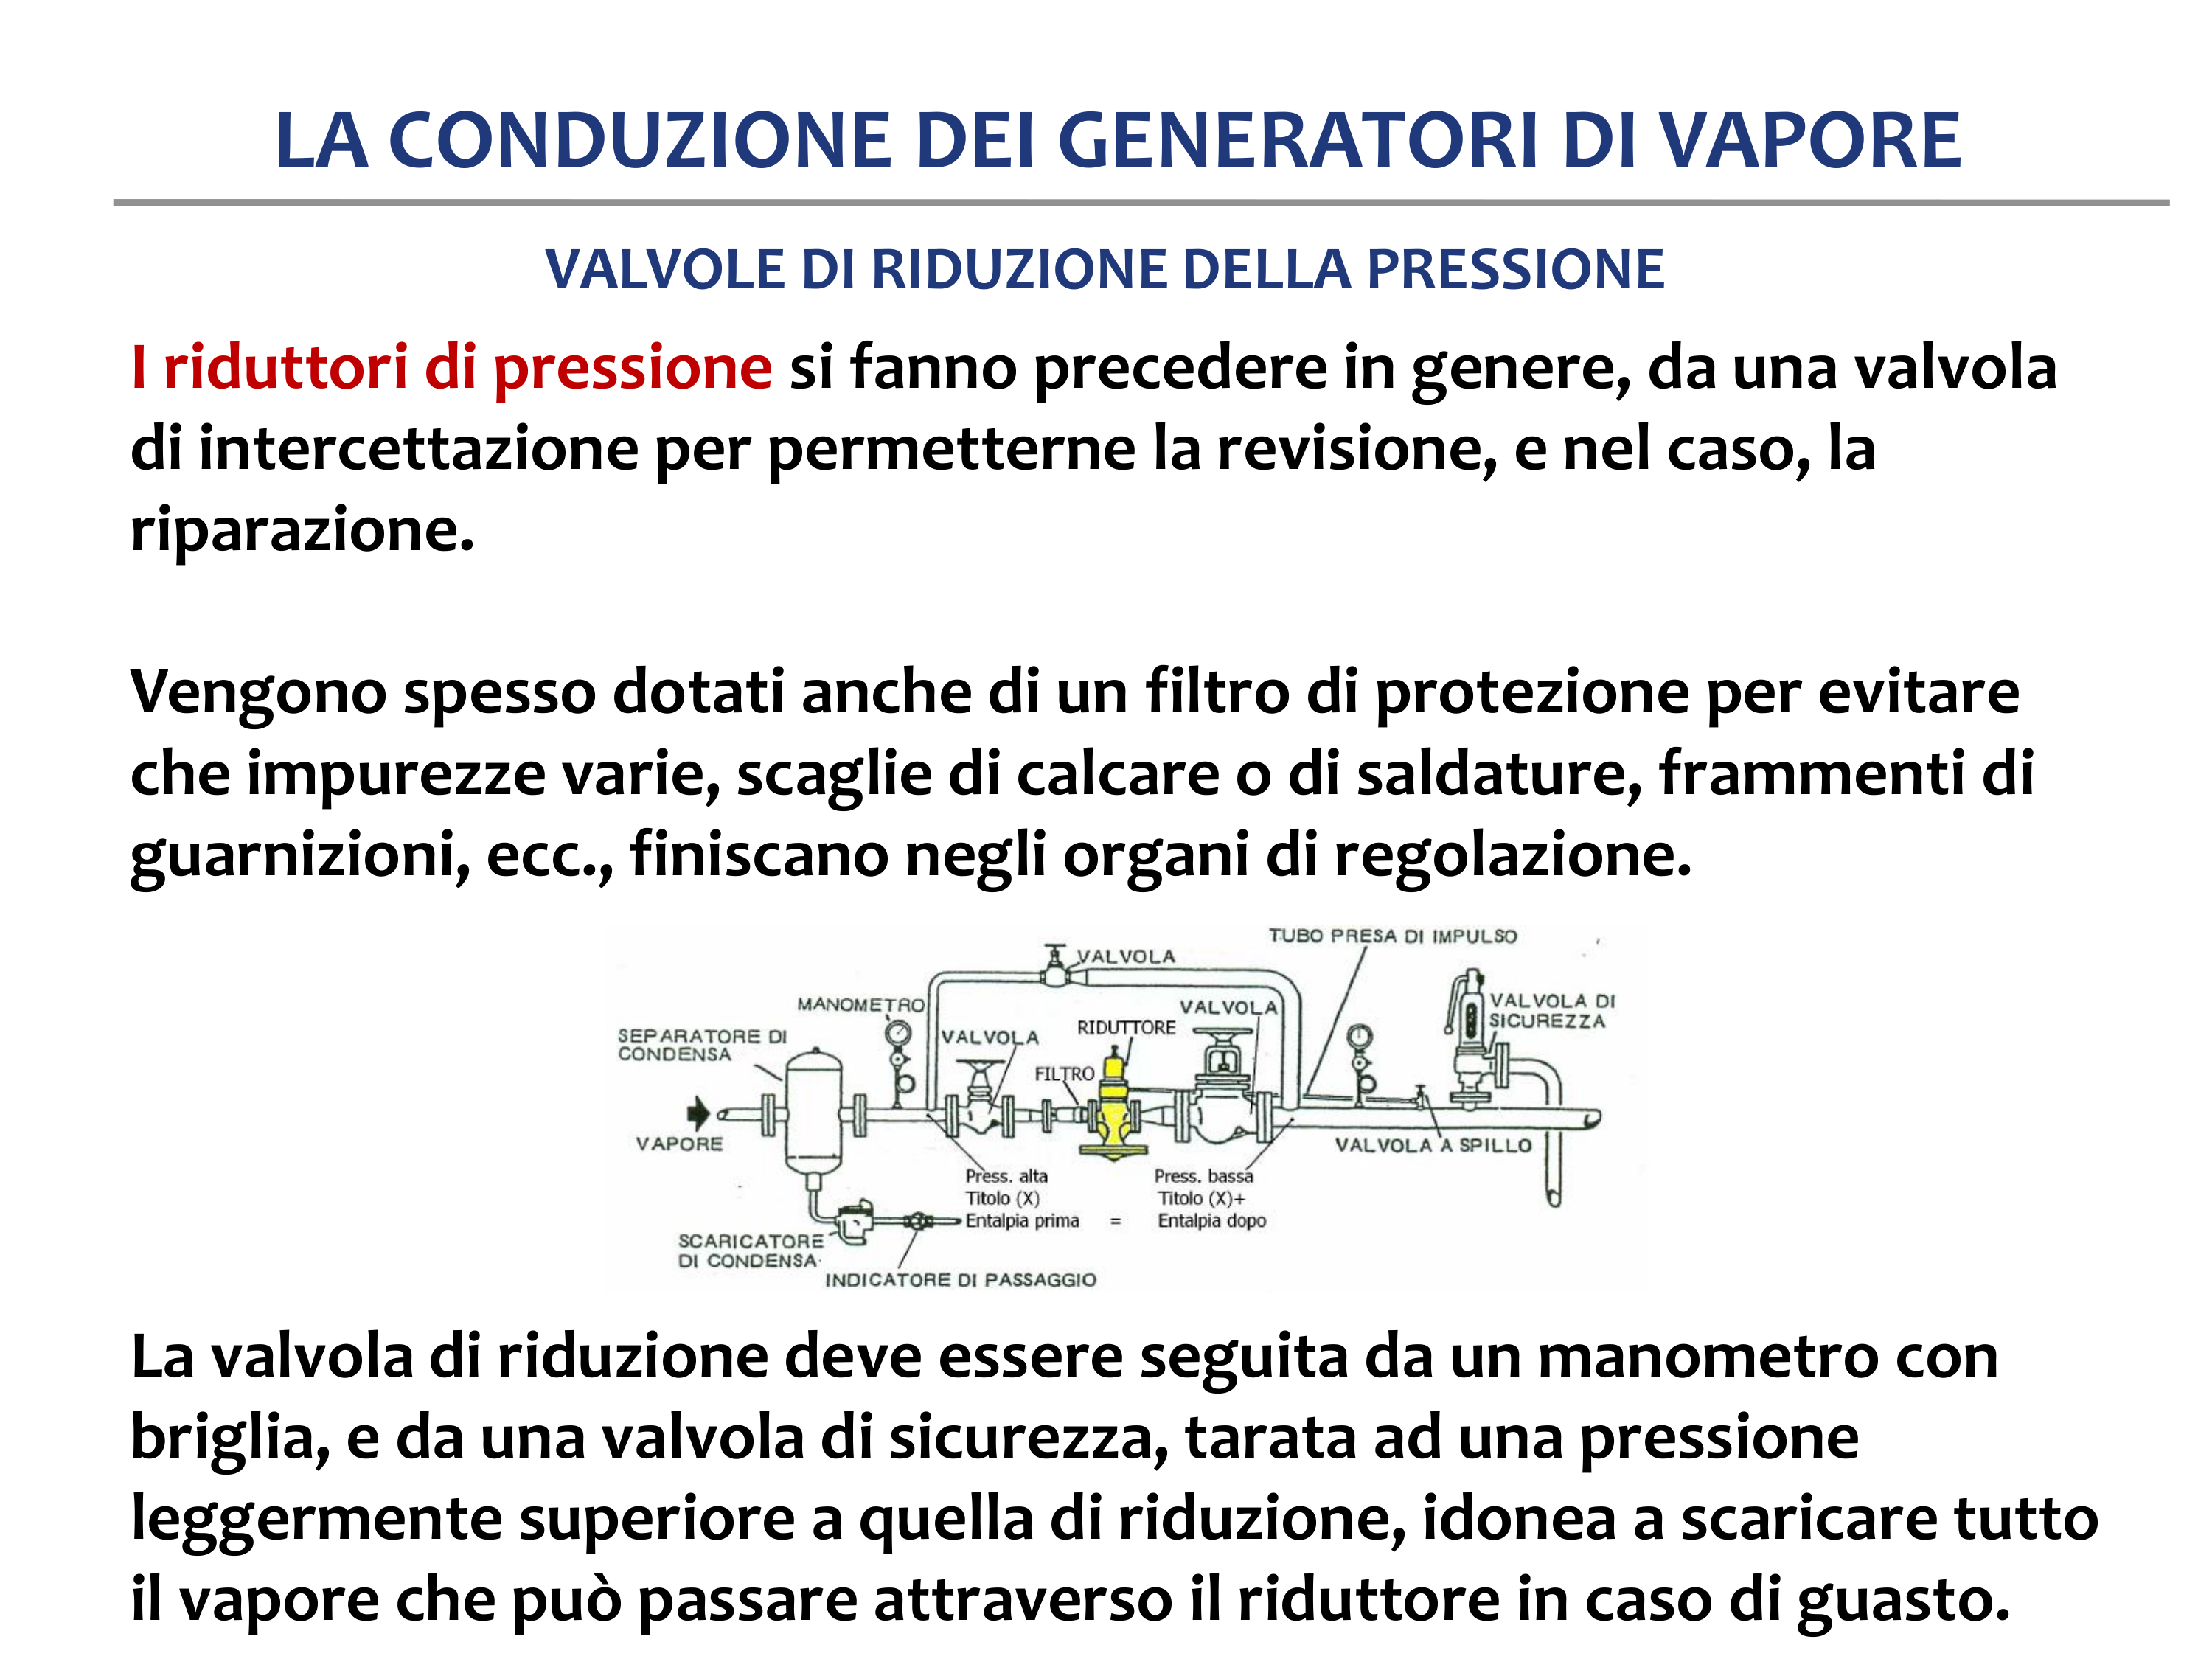 LA CONDUZIONE DEI GENERATORI DI VAPORE
VALVOLE DI RIDUZIONE DELLA PRESSIONE
I riduttori di pressione si fanno precedere in genere, da una valvola
di intercettazione per permetterne la revisione, e nel caso, la
riparazione.
Vengono spesso dotati anche di un filtro di protezione per evitare
che impurezze varie, scaglie di calcare o di saldature, frammenti di
guarnizioni, ecc., finiscano negli organi di regolazione.
TUBO PRESA DI IMPULSO
VALVOLA
MANOMETRO
VALVOLA
VALVOLA DI
SICUREZZA
SEPARATORE DI
CONDENSA
VALVOLA
RIDUTTORE
FILTRO
VAPORE
VALVOLA A SPILLO
Press. alta
Titolo (X)
Entalpia prima
=
Press. bassa
Titolo (X)+
Entalpia dopo
SCARICATORE
DI CONDENSA
INDICATORE DI PASSAGGIO
La valvola di riduzione deve essere seguita da un manometro con
briglia, e da una valvola di sicurezza, tarata ad una pressione
leggermente superiore a quella di riduzione, idonea a scaricare tutto
il vapore che può passare attraverso il riduttore in caso di guasto.